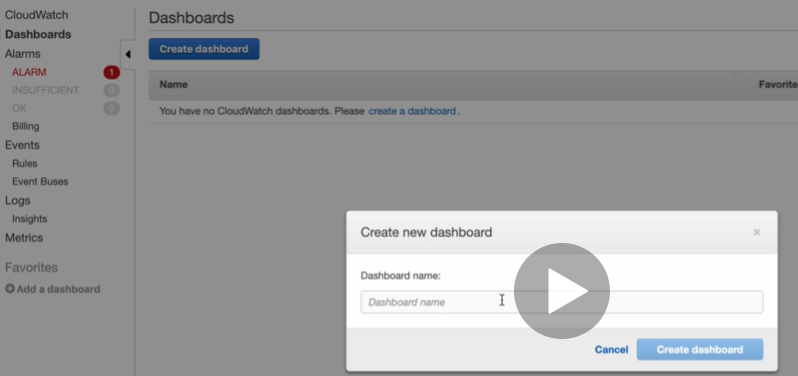 CloudWatch
Dashboards
Alarms
ALARM 1
INSUFFICIENT
OK 0
Billing
Events
Rules
Event Buses
Logs
Insights
Metrics
Favorites
Add a dashboard
Dashboards
Create dashboard
Name Favorite
You have no CloudWatch dashboards. Please create a dashboard.
Create new dashboard
Dashboard name:
Dashboard name
Cancel Create dashboard